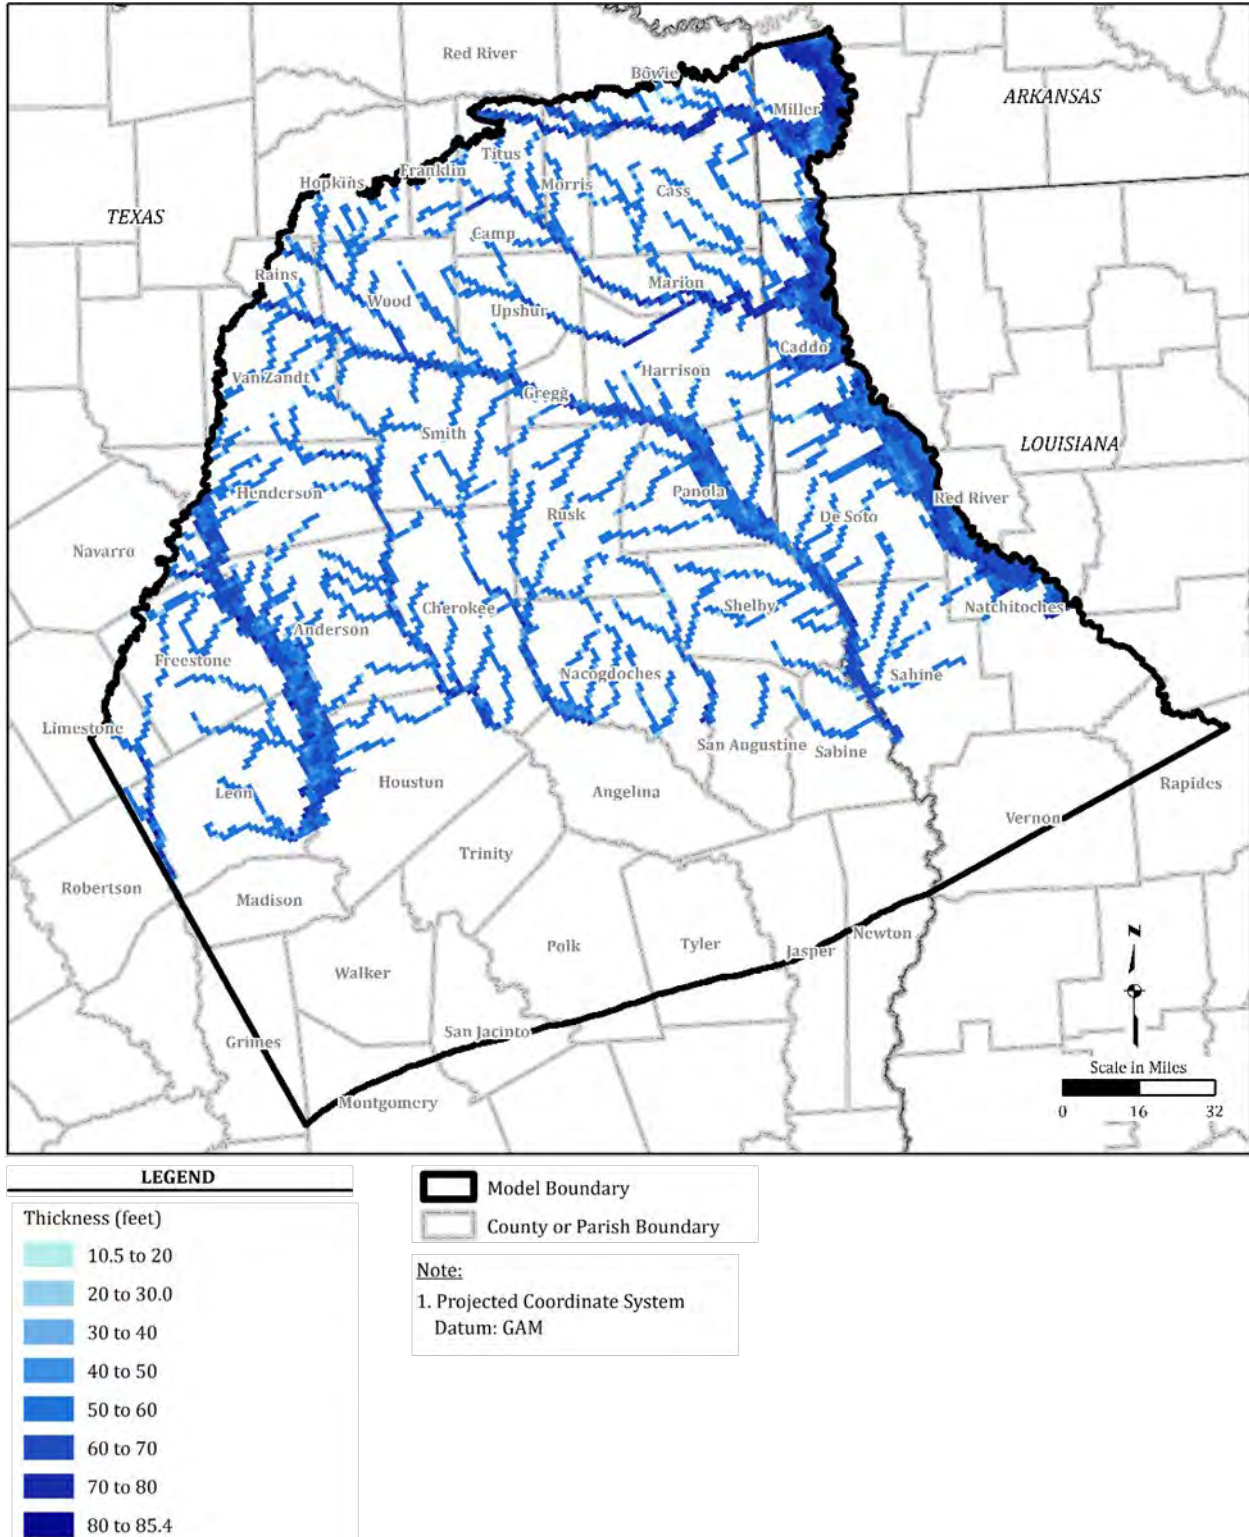 Red River
Bowie
ARKANSAS
Miller
Titus
Franklin
Hopkins
Morris
Cass
TEXAS
Camp
Rains
Marion
Wood
Upshur
Caddo
Harrison
Van Zandt
Gregg
Smith
LOUISIANA
Henderson
Panola
Red River
Rusk
De Soto
Navarro
Cherokee
Shelby
Natchitoches
Anderson
Freestone
Nacogdoches
Sabine
Limestone
San Augustine
Sabine
Houston
Rapides
Leon
Angelina
Vernon
Trinity
Robertson
Madison
Newton
Polk
Tyler
Jasper
Walker
N
San Jacinto
Grimes
Scale in Miles
Montgomery
0 16 32
LEGEND
Thickness (feet)
10.5 to 20
20 to 30.0
30 to 40
40 to 50
50 to 60
60 to 70
70 to 80
80 to 85.4
Model Boundary
County or Parish Boundary
Note:
1. Projected Coordinate System
Datum: GAM